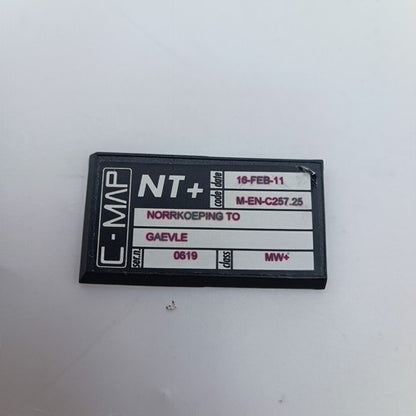 C-MAP
NT+
date 16-FEB-11
code M-EN-C257.25
NORRKOEPING TO
GAEVLE
ser.n. 0619 class MW+